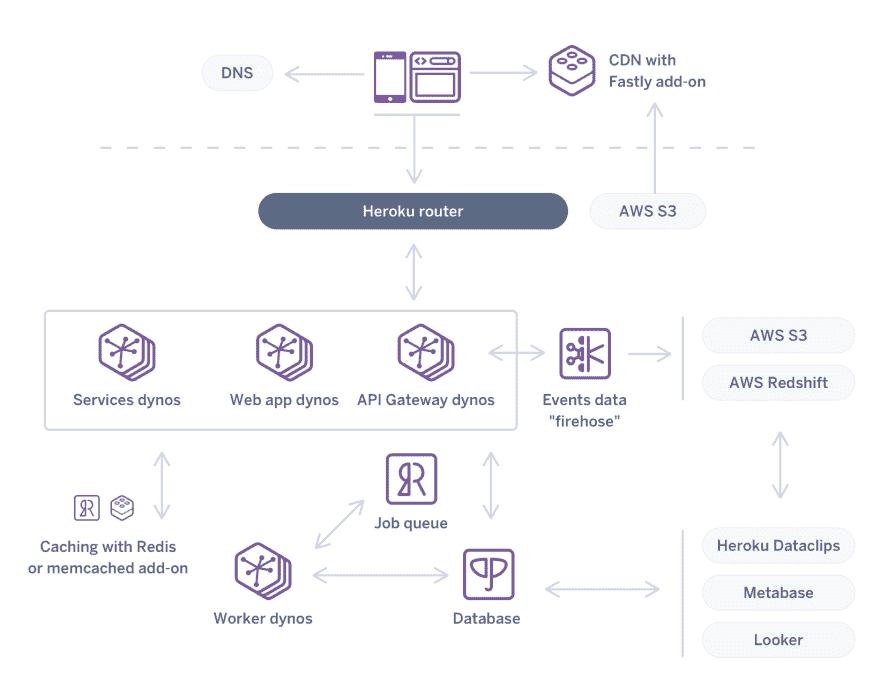 DNS
CDN with
Fastly add-on
Heroku router
AWS S3
AWS S3
AWS Redshift
Services dynos
Web app dynos
API Gateway dynos
Events data
"firehose"
Job queue
Caching with Redis
or memcached add-on
Worker dynos
Database
Heroku Dataclips
Metabase
Looker